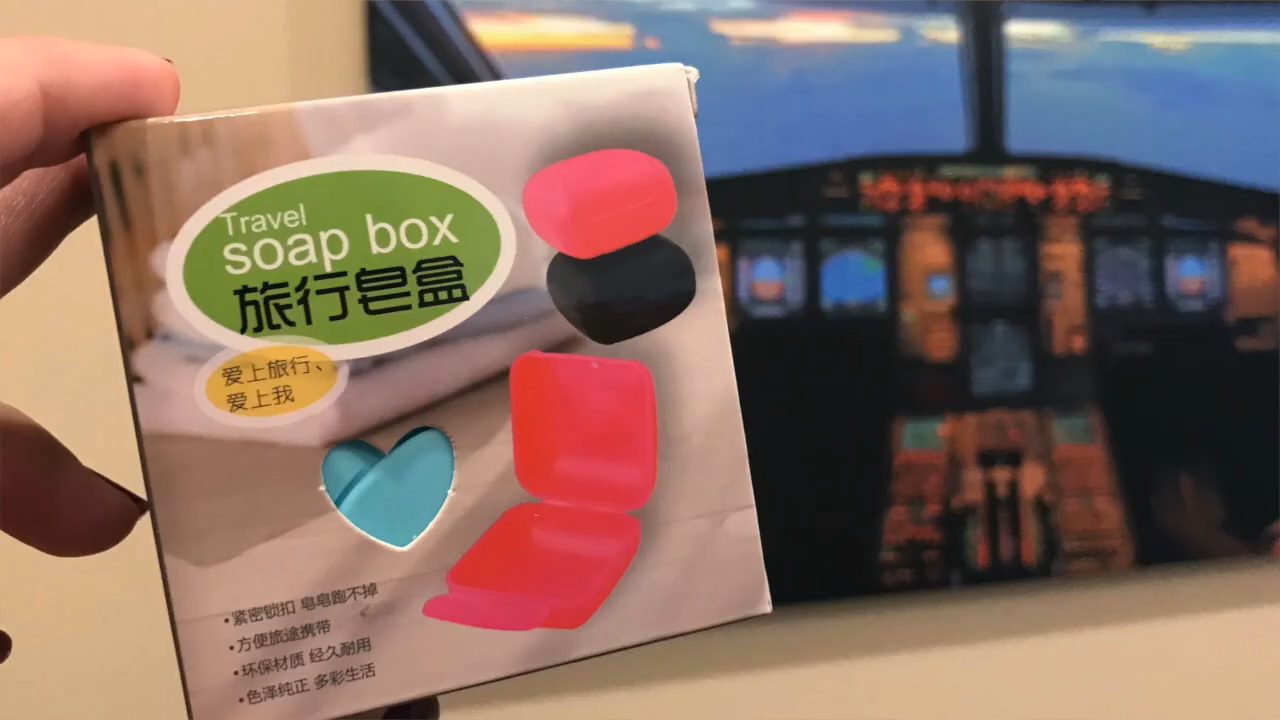 Travel
soap box
旅行皂盒
爱上旅行、
爱上我
•紧密锁扣 皂皂跑不掉
•方便旅途携带
•环保材质 经久耐用
•色泽纯正 多彩生活